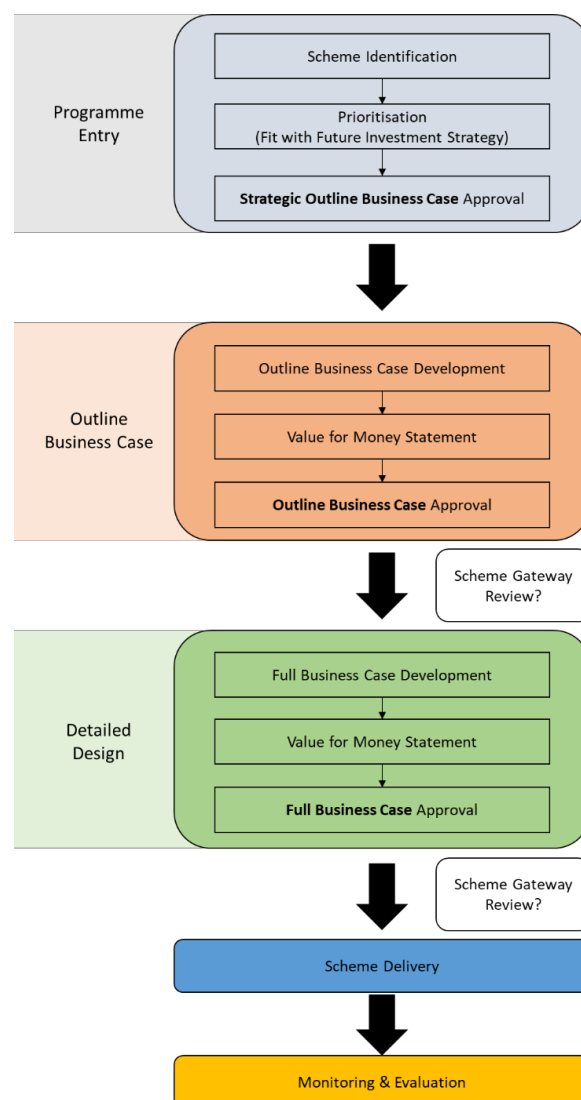 Programme
Entry
Scheme Identification
Prioritisation
(Fit with Future Investment Strategy)
Strategic Outline Business Case Approval
Outline
Business Case
Outline Business Case Development
Value for Money Statement
Outline Business Case Approval
Scheme Gateway
Review?
Detailed
Design
Full Business Case Development
Value for Money Statement
Full Business Case Approval
Scheme Gateway
Review?
Scheme Delivery
Monitoring & Evaluation